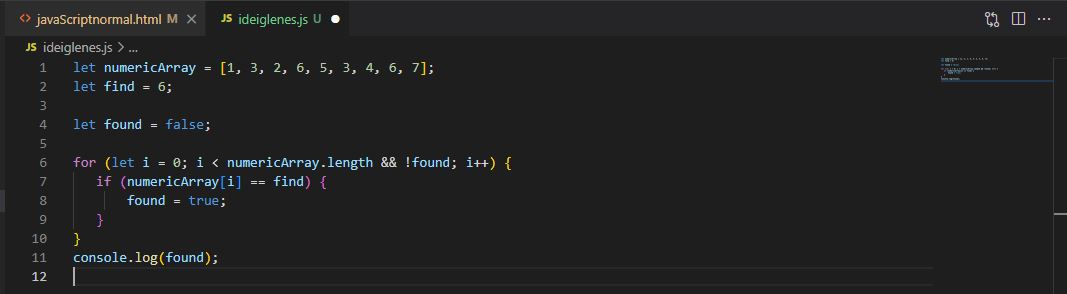 javaScriptnormal.html M
JS ideiglenes.js U
JS ideiglenes.js > ...
1 let numericArray = [1, 3, 2, 6, 5, 3, 4, 6, 7];
2 let find = 6;
3
4 let found = false;
5
6 for (let i = 0; i < numericArray.length && !found; i++) {
7 if (numericArray[i] == find) {
8 found = true;
9 }
10 }
11 console.log(found);
12